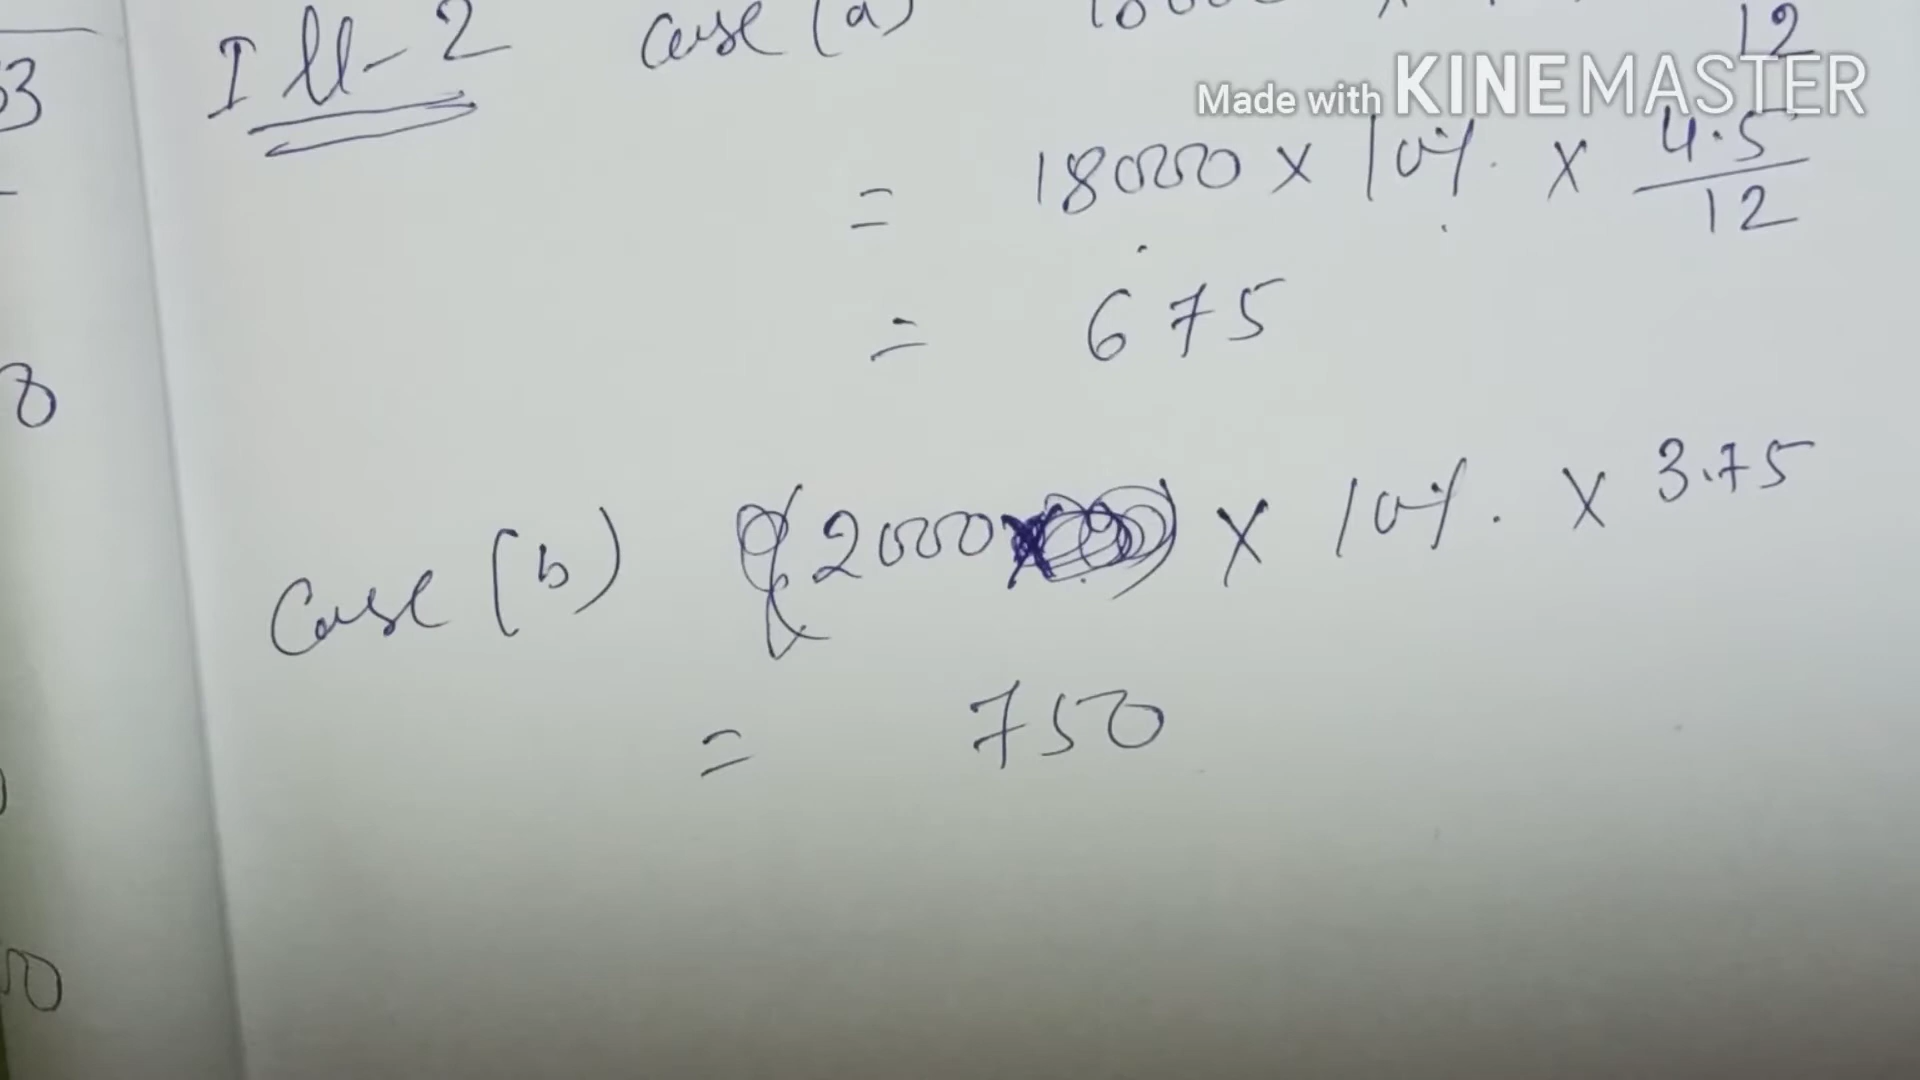 Ill-2 Case (a)
12
Made with KINEMASTER
= 18000 x 10%. x 4.5
12
= 675
Case (b) (2000 x 10%. x 3.75
= 750